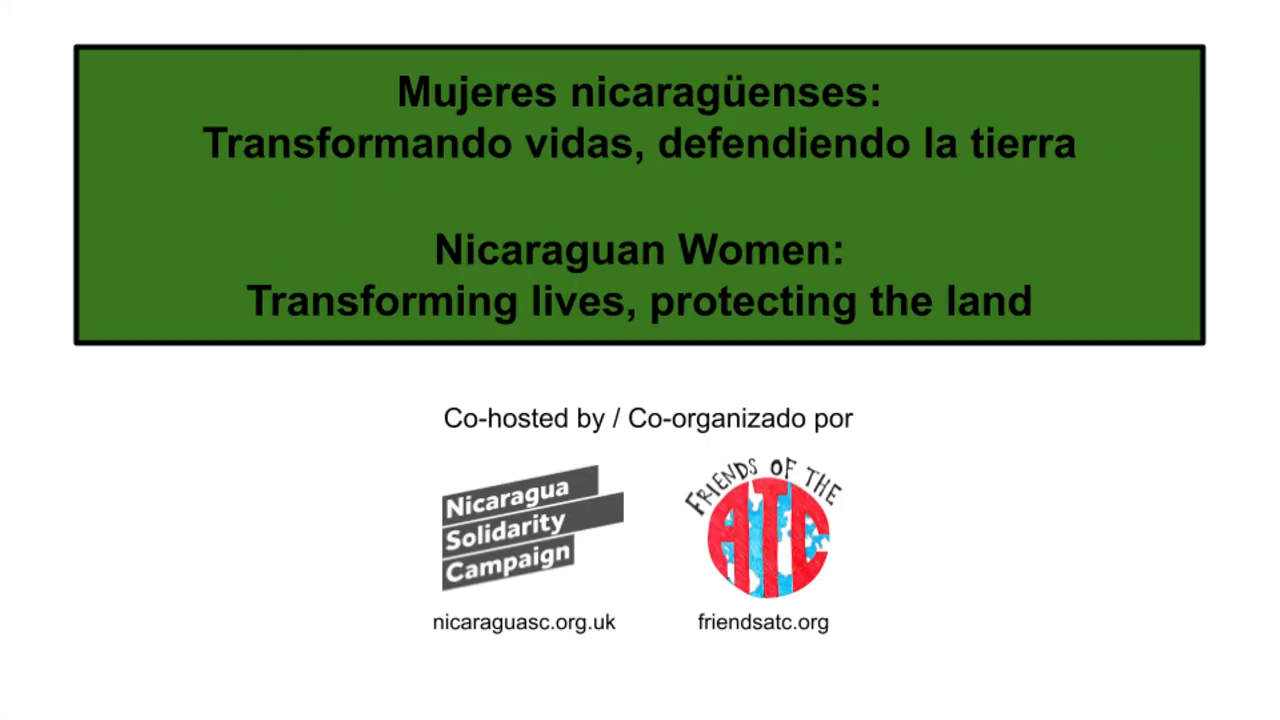 Mujeres nicaragüenses:
Transformando vidas, defendiendo la tierra
Nicaraguan Women:
Transforming lives, protecting the land
Co-hosted by / Co-organizado por
Nicaragua
Solidarity
Campaign
nicaraguasc.org.uk
FRIENDS OF THE
ATC
friendsatc.org